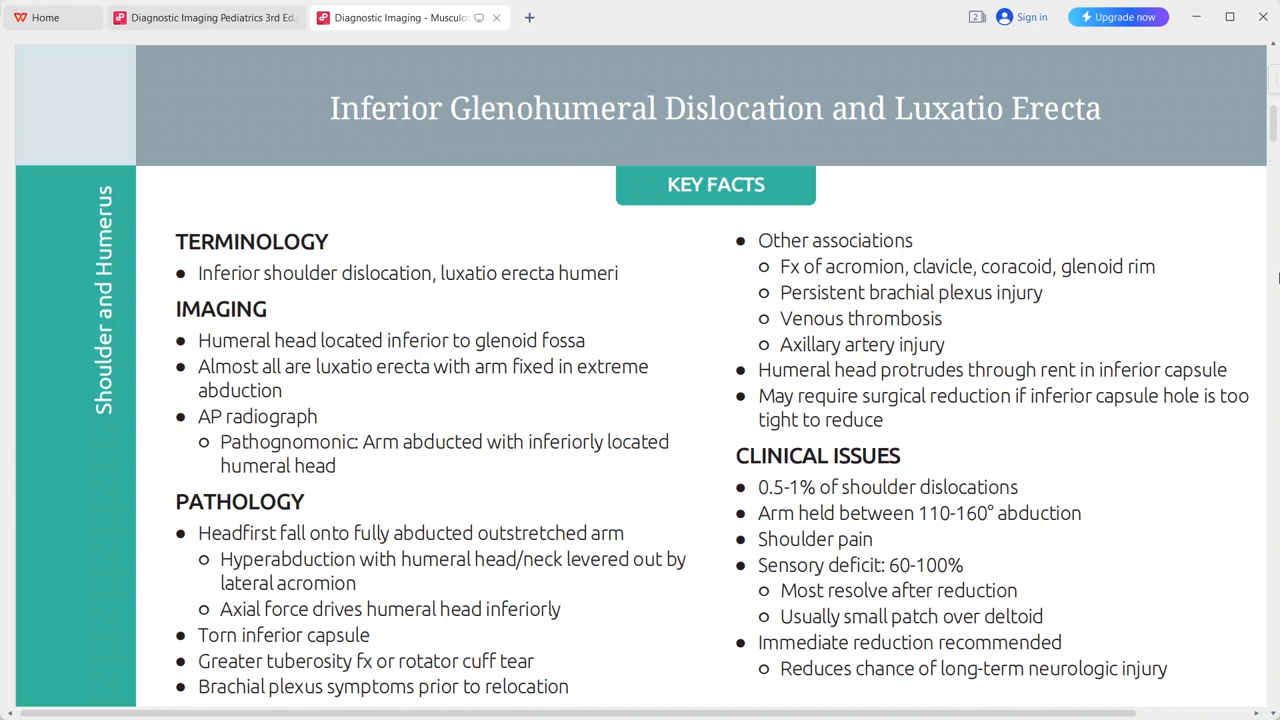 Home
Diagnostic Imaging Pediatrics 3rd Ed.
Diagnostic Imaging - Musculos
2
Sign in
Upgrade now
Inferior Glenohumeral Dislocation and Luxatio Erecta
Shoulder and Humerus
KEY FACTS
TERMINOLOGY
● Inferior shoulder dislocation, luxatio erecta humeri
IMAGING
● Humeral head located inferior to glenoid fossa
● Almost all are luxatio erecta with arm fixed in extreme
abduction
● AP radiograph
○ Pathognomonic: Arm abducted with inferiorly located
humeral head
PATHOLOGY
● Headfirst fall onto fully abducted outstretched arm
○ Hyperabduction with humeral head/neck levered out by
lateral acromion
○ Axial force drives humeral head inferiorly
● Torn inferior capsule
● Greater tuberosity fx or rotator cuff tear
● Brachial plexus symptoms prior to relocation
● Other associations
○ Fx of acromion, clavicle, coracoid, glenoid rim
○ Persistent brachial plexus injury
○ Venous thrombosis
○ Axillary artery injury
● Humeral head protrudes through rent in inferior capsule
● May require surgical reduction if inferior capsule hole is too
tight to reduce
CLINICAL ISSUES
● 0.5-1% of shoulder dislocations
● Arm held between 110-160° abduction
● Shoulder pain
● Sensory deficit: 60-100%
○ Most resolve after reduction
○ Usually small patch over deltoid
● Immediate reduction recommended
○ Reduces chance of long-term neurologic injury